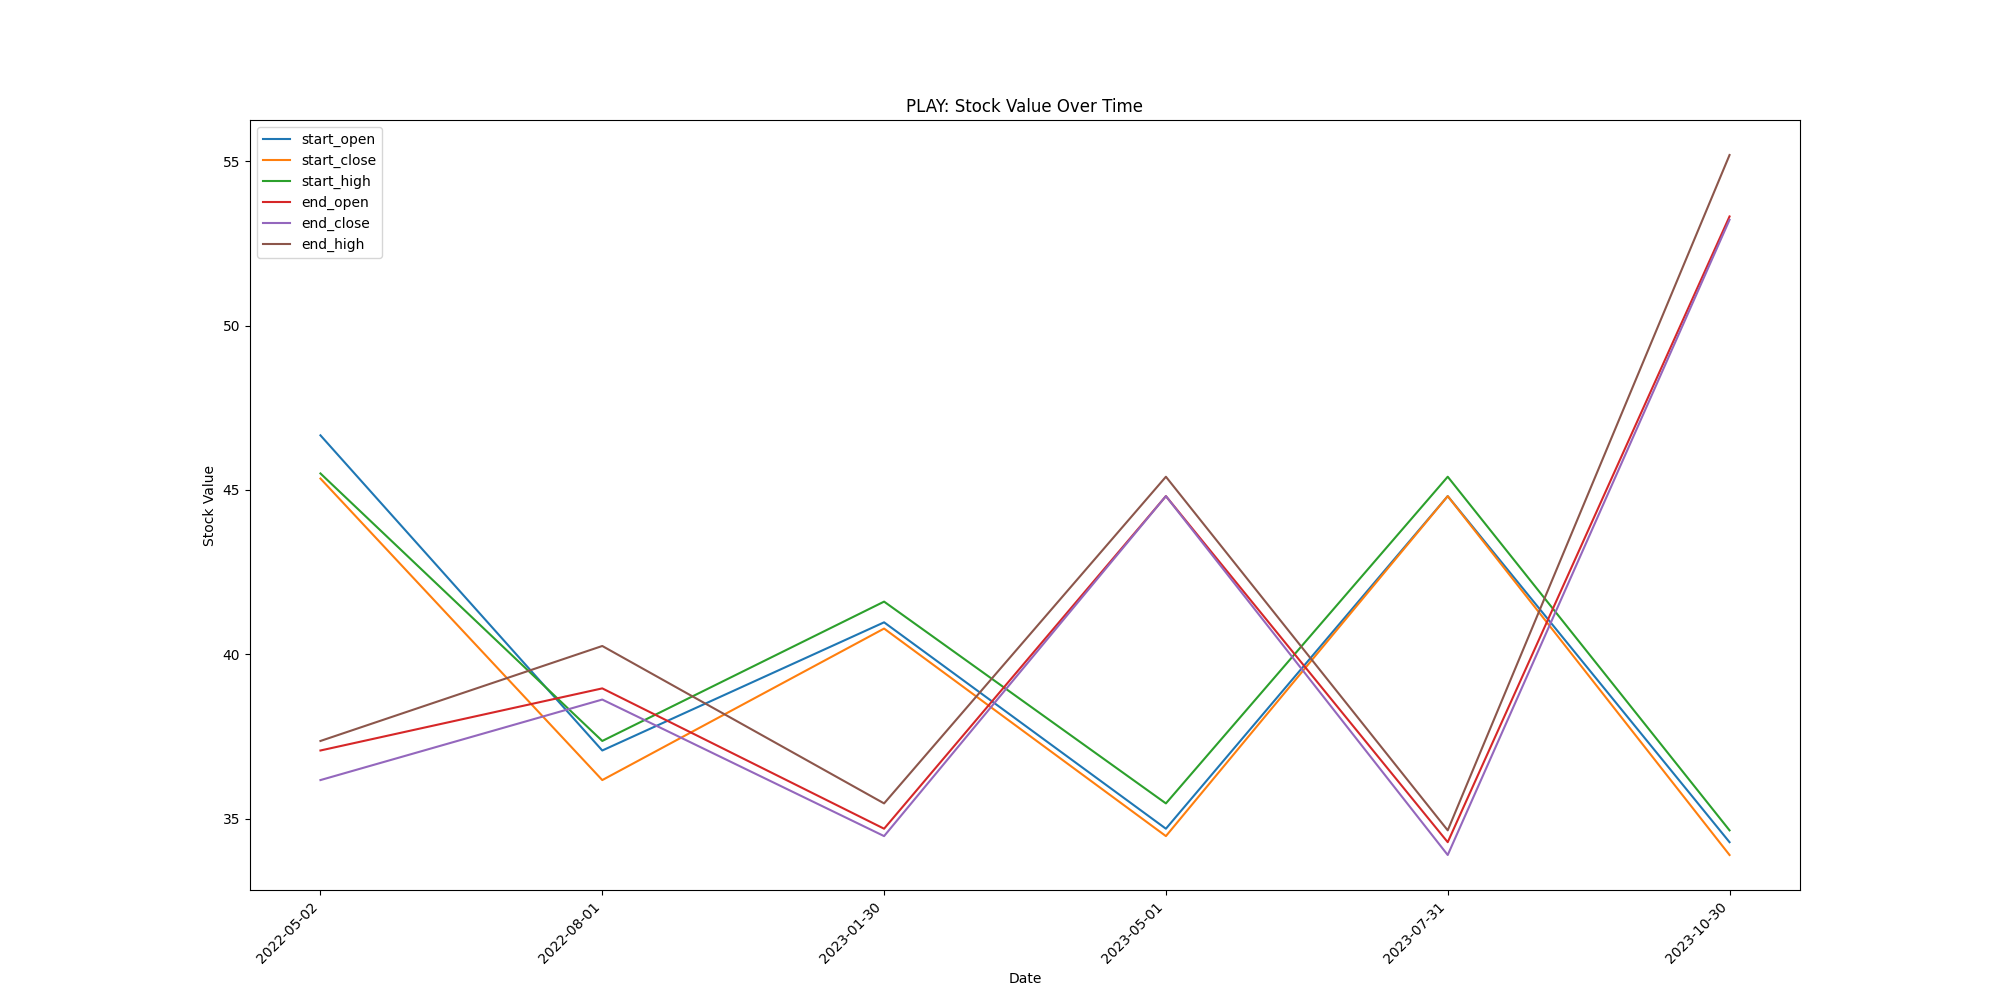 PLAY: Stock Value Over Time
start_open
start_close
start_high
end_open
end_close
end_high
55
50
45
40
35
Stock Value
2022-05-02
2022-08-01
2023-01-30
2023-05-01
2023-07-31
2023-10-30
Date